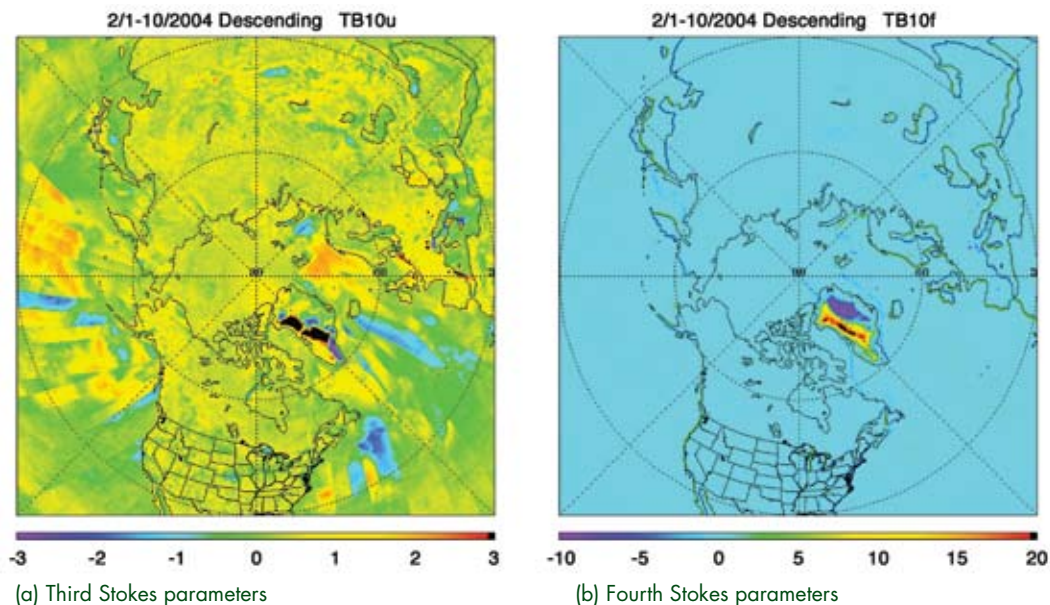 2/1-10/2004 Descending TB10u
2/1-10/2004 Descending TB10f
-3 -2 -1 0 1 2 3
-10 -5 0 5 10 15 20
(a) Third Stokes parameters
(b) Fourth Stokes parameters